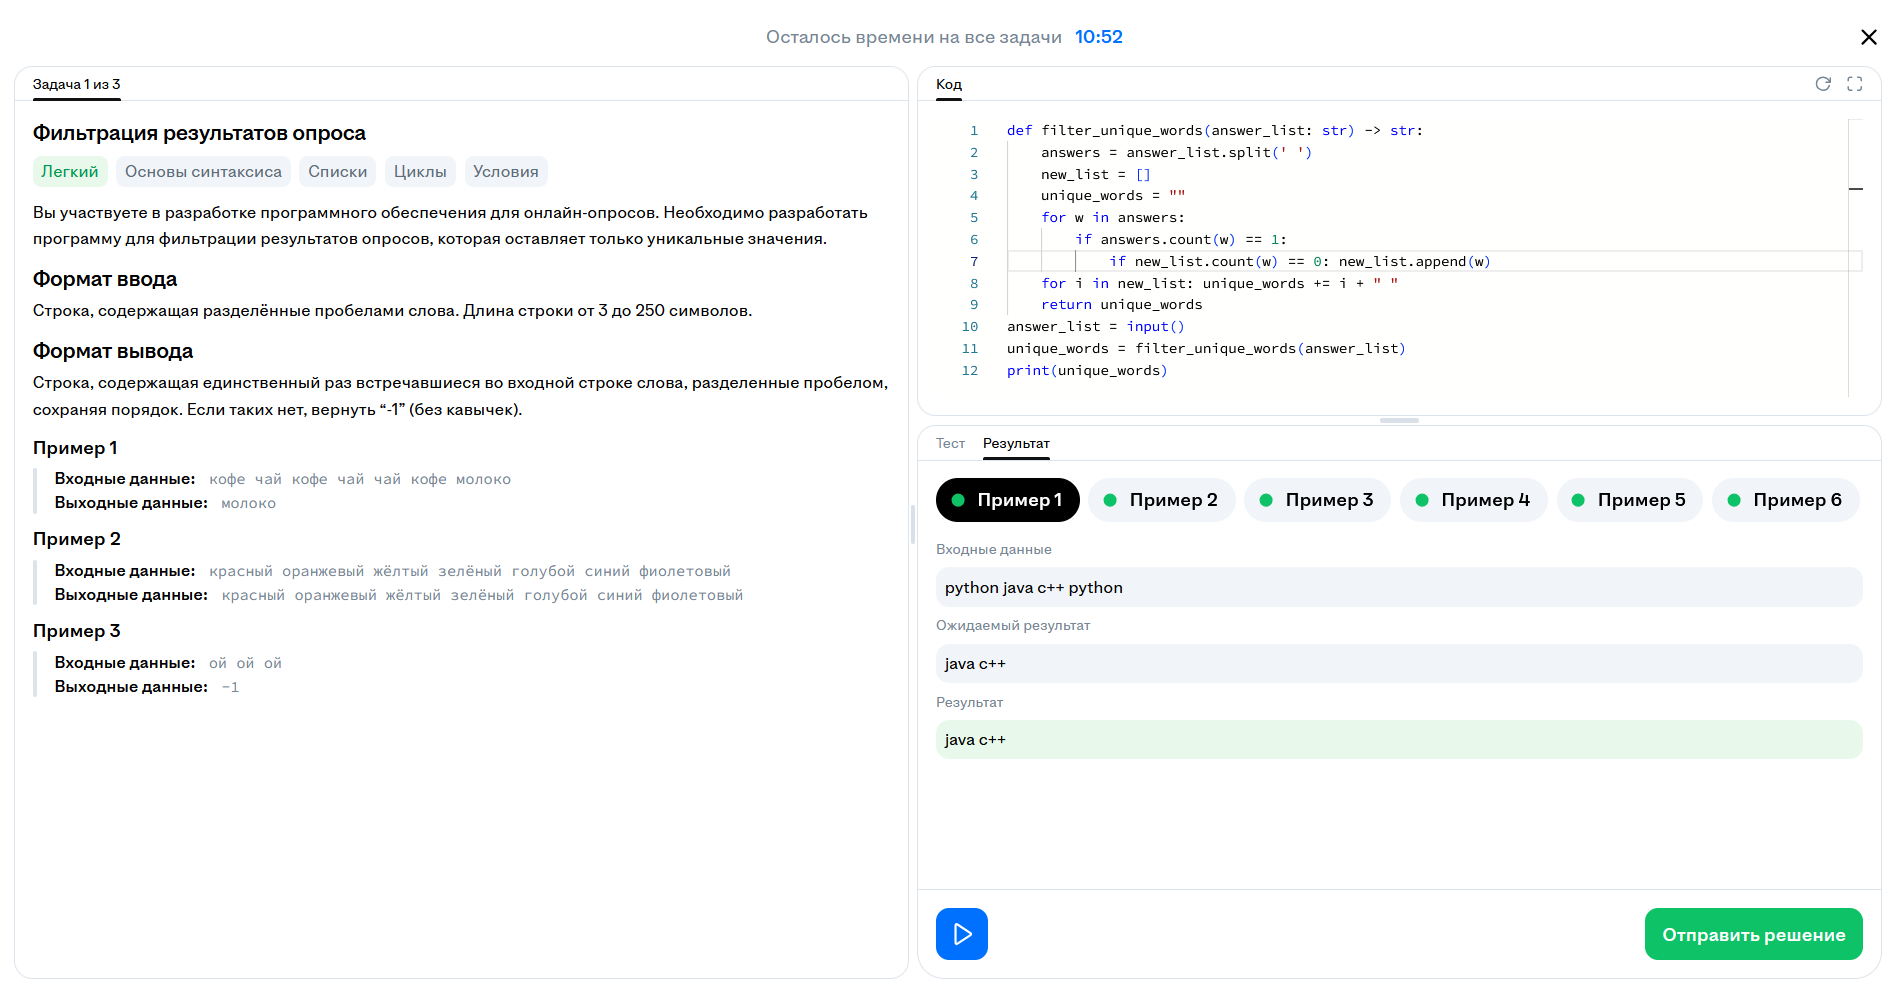 Осталось времени на все задачи 10:52
Задача 1 из 3
Фильтрация результатов опроса
Легкий Основы синтаксиса Списки Циклы Условия
Вы участвуете в разработке программного обеспечения для онлайн-опросов. Необходимо разработать
программу для фильтрации результатов опросов, которая оставляет только уникальные значения.
Формат ввода
Строка, содержащая разделённые пробелами слова. Длина строки от 3 до 250 символов.
Формат вывода
Строка, содержащая единственный раз встречавшиеся во входной строке слова, разделенные пробелом,
сохраняя порядок. Если таких нет, вернуть “-1” (без кавычек).
Пример 1
Входные данные: кофе чай кофе чай чай кофе молоко
Выходные данные: молоко
Пример 2
Входные данные: красный оранжевый жёлтый зелёный голубой синий фиолетовый
Выходные данные: красный оранжевый жёлтый зелёный голубой синий фиолетовый
Пример 3
Входные данные: ой ой ой
Выходные данные: -1
Код
1 def filter_unique_words(answer_list: str) -> str:
2 answers = answer_list.split(' ')
3 new_list = []
4 unique_words = ""
5 for w in answers:
6 if answers.count(w) == 1:
7 if new_list.count(w) == 0: new_list.append(w)
8 for i in new_list: unique_words += i + " "
9 return unique_words
10 answer_list = input()
11 unique_words = filter_unique_words(answer_list)
12 print(unique_words)
Тест Результат
Пример 1 Пример 2 Пример 3 Пример 4 Пример 5 Пример 6
Входные данные
python java c++ python
Ожидаемый результат
java c++
Результат
java c++
Отправить решение